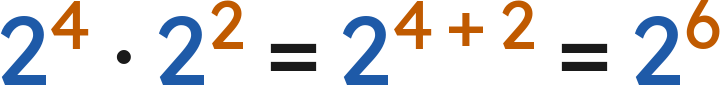 2⁴ · 2² = 2⁴ ⁺ ² = 2⁶